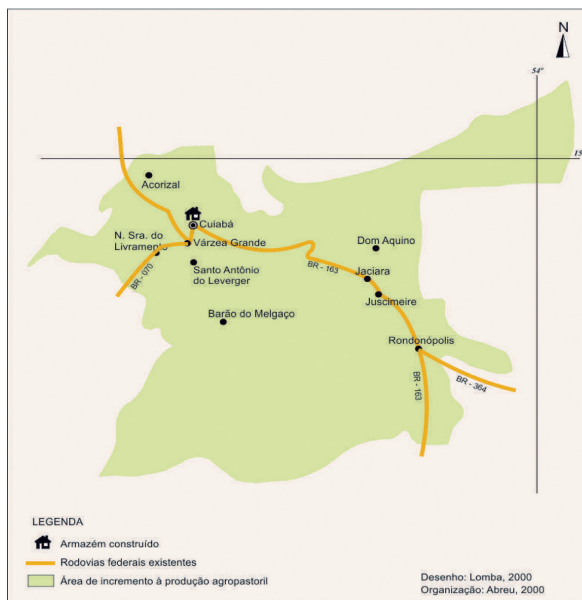 N
54º
15
Acorizal
Cuiabá
N. Sra. do
Livramento
Várzea Grande
Santo Antônio
do Leverger
Barão do Melgaço
Dom Aquino
Jaciara
Juscimeire
Rondonópolis
BR - 070
BR - 163
BR - 364
BR - 163
LEGENDA
Armazém construído
Rodovias federais existentes
Área de incremento à produção agropastoril
Desenho: Lomba, 2000
Organização: Abreu, 2000